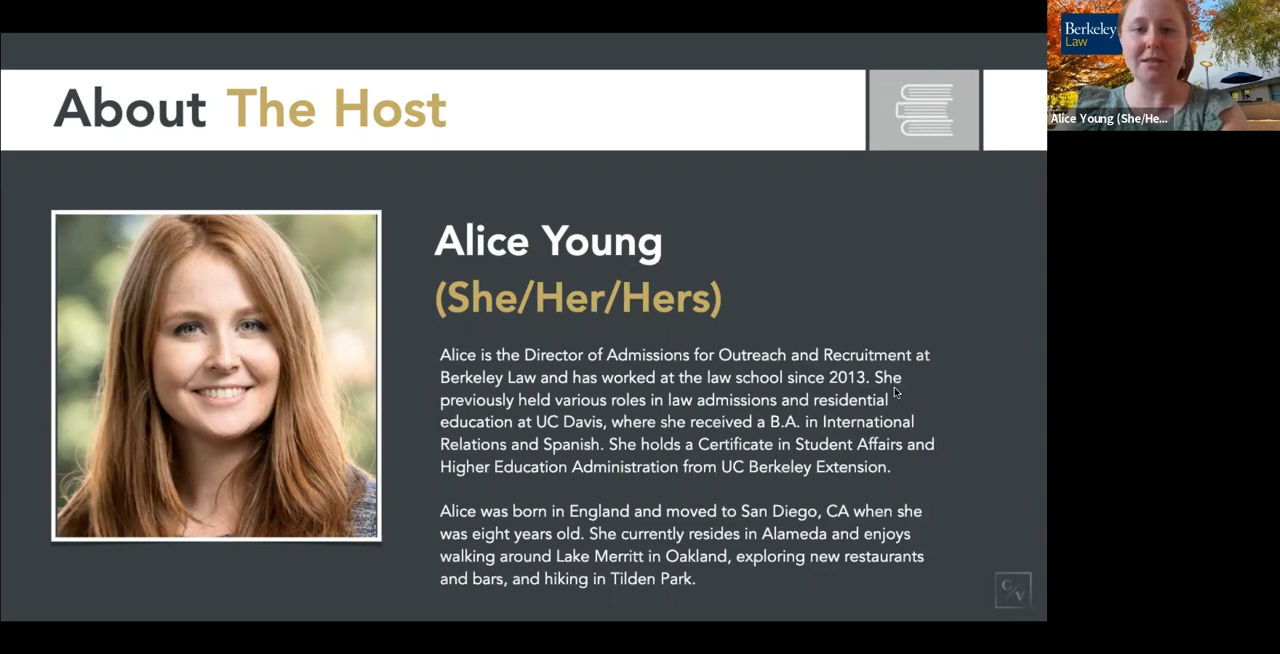 About The Host
Berkeley
Law
Alice Young (She/He...
Alice Young
(She/Her/Hers)
Alice is the Director of Admissions for Outreach and Recruitment at
Berkeley Law and has worked at the law school since 2013. She
previously held various roles in law admissions and residential
education at UC Davis, where she received a B.A. in International
Relations and Spanish. She holds a Certificate in Student Affairs and
Higher Education Administration from UC Berkeley Extension.
Alice was born in England and moved to San Diego, CA when she
was eight years old. She currently resides in Alameda and enjoys
walking around Lake Merritt in Oakland, exploring new restaurants
and bars, and hiking in Tilden Park.
C/V